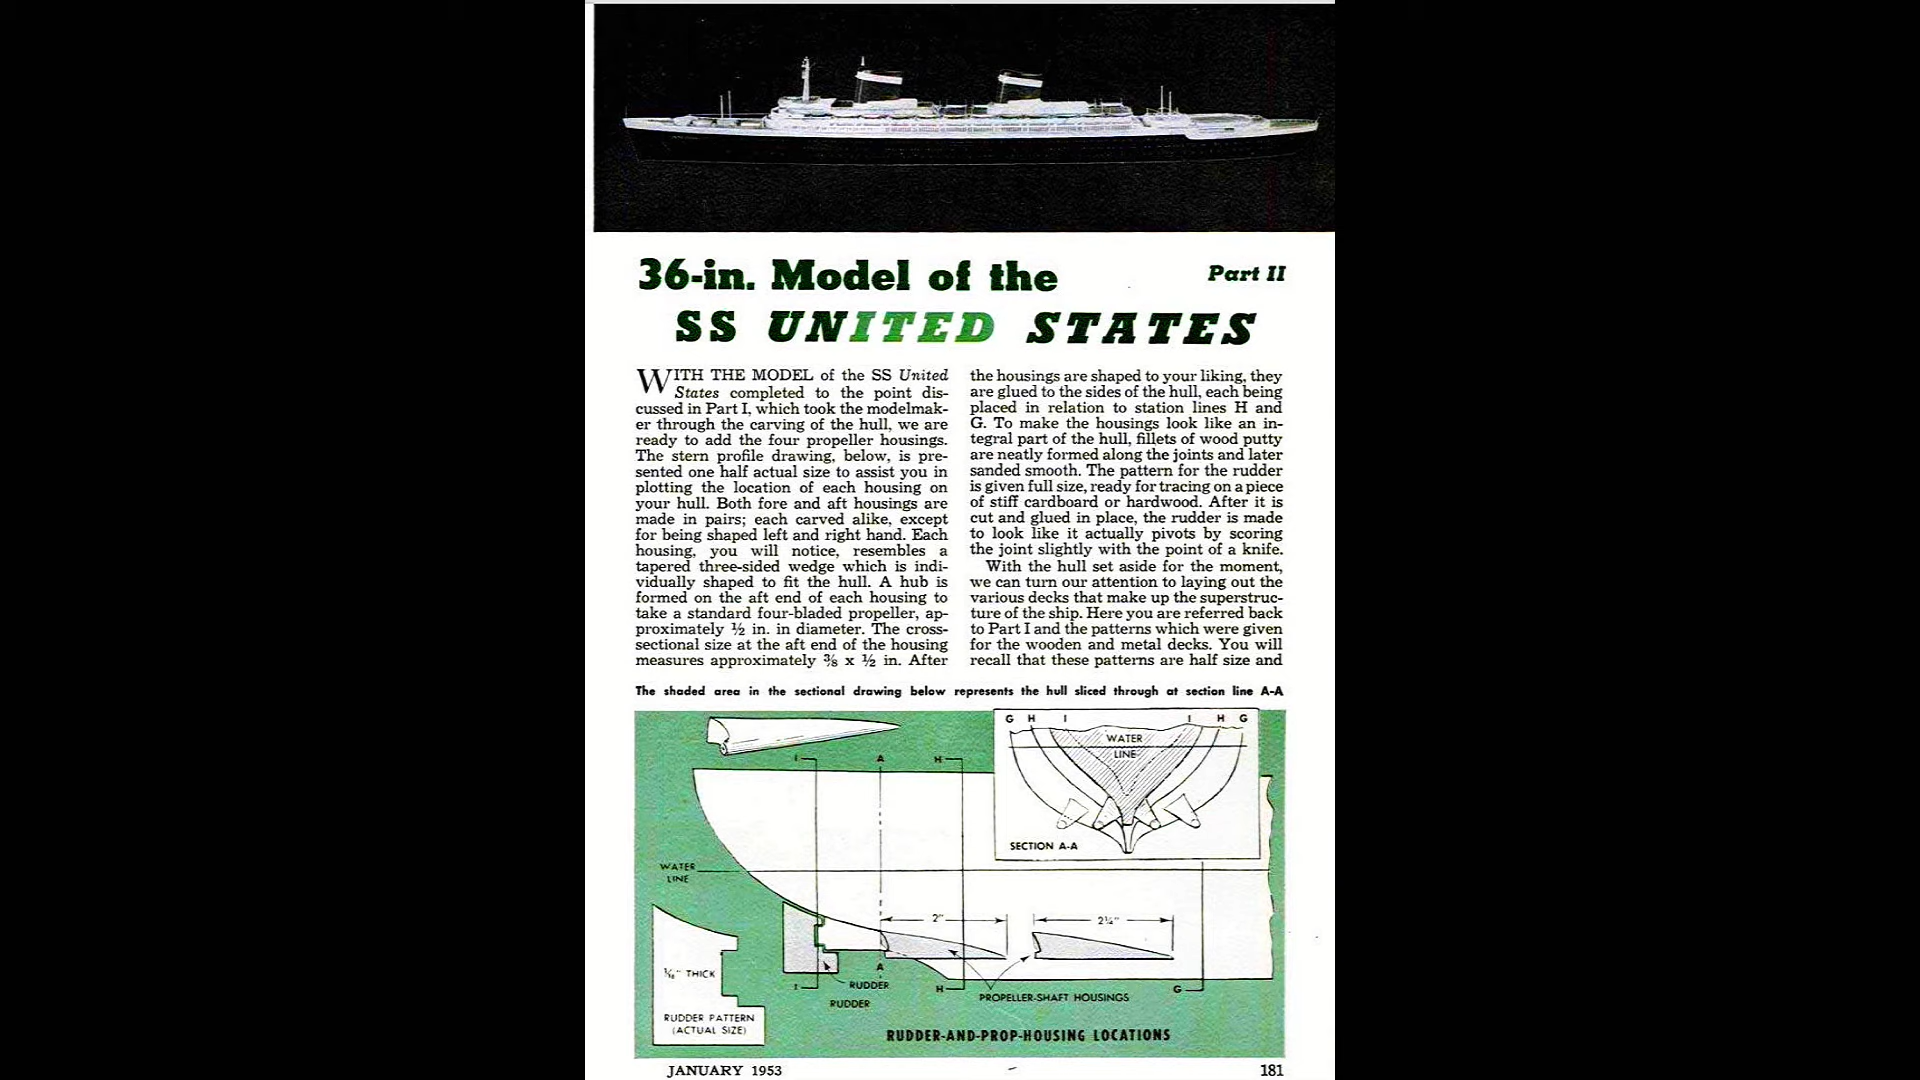 36-in. Model of the
Part II
SS UNITED STATES
WITH THE MODEL of the SS United
States completed to the point dis-
cussed in Part I, which took the modelmak-
er through the carving of the hull, we are
ready to add the four propeller housings.
The stern profile drawing, below, is pre-
sented one half actual size to assist you in
plotting the location of each housing on
your hull. Both fore and aft housings are
made in pairs; each carved alike, except
for being shaped left and right hand. Each
housing, you will notice, resembles a
tapered three-sided wedge which is indi-
vidually shaped to fit the hull. A hub is
formed on the aft end of each housing to
take a standard four-bladed propeller, ap-
proximately ½ in. in diameter. The cross-
sectional size at the aft end of the housing
measures approximately ⅜ x ½ in. After
the housings are shaped to your liking, they
are glued to the sides of the hull, each being
placed in relation to station lines H and
G. To make the housings look like an in-
tegral part of the hull, fillets of wood putty
are neatly formed along the joints and later
sanded smooth. The pattern for the rudder
is given full size, ready for tracing on a piece
of stiff cardboard or hardwood. After it is
cut and glued in place, the rudder is made
to look like it actually pivots by scoring
the joint slightly with the point of a knife.
With the hull set aside for the moment,
we can turn our attention to laying out the
various decks that make up the superstruc-
ture of the ship. Here you are referred back
to Part I and the patterns which were given
for the wooden and metal decks. You will
recall that these patterns are half size and
The shaded area in the sectional drawing below represents the hull sliced through at section line A-A
G H I I H G
WATER
LINE
SECTION A-A
I A H
WATER
LINE
2"
2¼"
THICK
A
I
RUDDER
H
G
PROPELLER-SHAFT HOUSINGS
RUDDER
RUDDER PATTERN
(ACTUAL SIZE)
RUDDER-AND-PROP-HOUSING LOCATIONS
JANUARY 1953
181